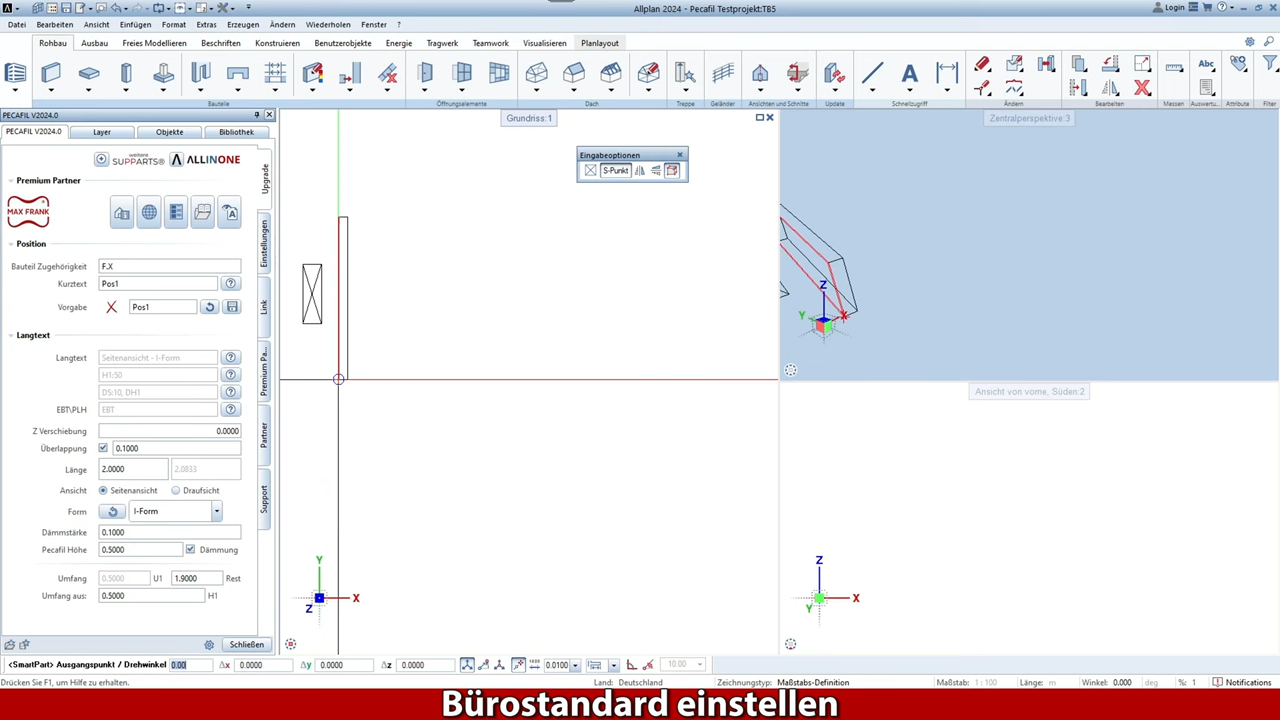 Allplan 2024 - Pecafil Testprojekt:TB5
Login
Datei Bearbeiten Ansicht Einfügen Format Extras Erzeugen Ändern Wiederholen Fenster ?
Rohbau Ausbau Freies Modellieren Beschriften Konstruieren Benutzerobjekte Energie Tragwerk Teamwork Visualisieren Planlayout
Abc
Bauteile Öffnungselemente Dach Treppe Geländer Ansichten und Schnitte Update Schnellzugriff Ändern Bearbeiten Messen Auswertu... Attribute Filter
PECAFIL V2024.0
PECAFIL V2024.0 Layer Objekte Bibliothek
Grundriss:1
Zentralperspektive:3
Eingabeoptionen
S-Punkt
weitere SUPPARTS® ALLINONE
Premium Partner
MAX FRANK
Position
Bauteil Zugehörigkeit F.X
Kurztext Pos1
Vorgabe Pos1
Langtext
Langtext Seitenansicht - I-Form
H1:50
DS:10, DH1
EBT\PLH EBT
Z Verschiebung 0.0000
Überlappung 0.1000
Länge 2.0000 2.0833
Ansicht Seitenansicht Draufsicht
Form I-Form
Dämmstärke 0.1000
Pecafil Höhe 0.5000 Dämmung
Umfang 0.5000 U1 1.9000 Rest
Umfang aus: 0.5000 H1
Schließen
Upgrade
Einstellungen
Link
Premium Pa...
Partner
Support
Z
Y
X
Ansicht von vorne, Süden:2
Y
X
Z
Z
X
Y
<SmartPart> Ausgangspunkt / Drehwinkel 0.00 Δx 0.0000 Δy 0.0000 Δz 0.0000 0.0100 10.00
Drücken Sie F1, um Hilfe zu erhalten. Land: Deutschland Zeichnungstyp: Maßstabs-Definition Maßstab: 1 : 100 Länge: m Winkel: 0.000 deg %: 1 Notifications
Bürostandard einstellen